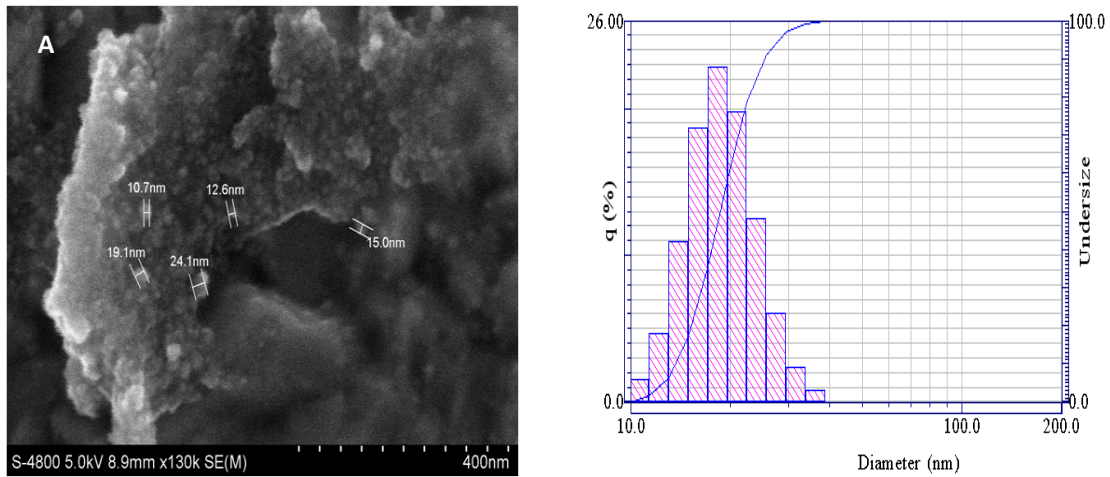 A
10.7nm
12.6nm
15.0nm
19.1nm
24.1nm
S-4800 5.0kV 8.9mm x130k SE(M)
400nm
26.00
q (%)
0.0
100.0
Undersize
0.0
10.0
100.0
200.0
Diameter (nm)